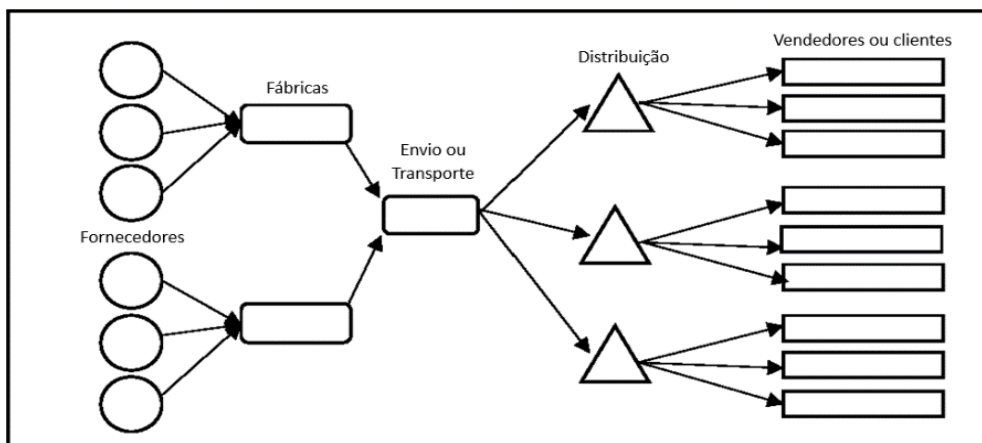 Fornecedores
Fábricas
Envio ou
Transporte
Distribuição
Vendedores ou clientes